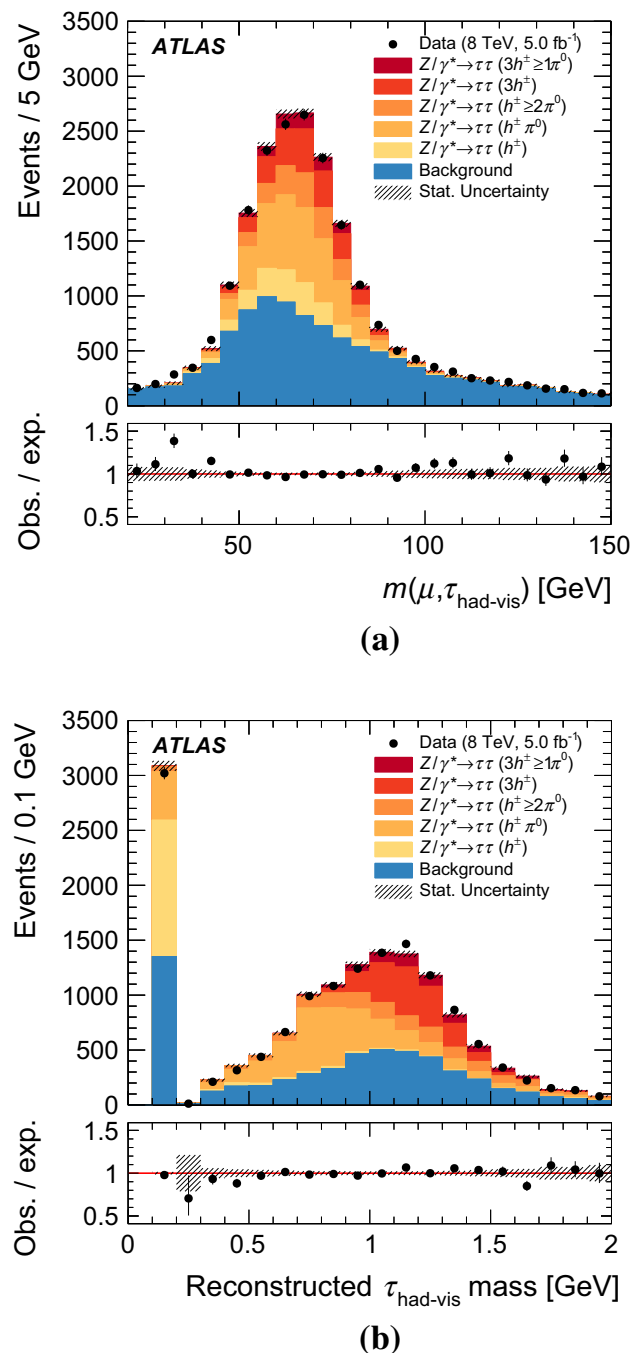 3500
3000
2500
2000
1500
1000
500
0
Events / 5 GeV
ATLAS
Data (8 TeV, 5.0 fb⁻¹)
Z/γ*→ττ (3h±≥1π⁰)
Z/γ*→ττ (3h±)
Z/γ*→ττ (h±≥2π⁰)
Z/γ*→ττ (h± π⁰)
Z/γ*→ττ (h±)
Background
Stat. Uncertainty
1.5
1
0.5
Obs. / exp.
50 100 150
m(μ,τhad-vis) [GeV]
(a)
3500
3000
2500
2000
1500
1000
500
0
Events / 0.1 GeV
ATLAS
Data (8 TeV, 5.0 fb⁻¹)
Z/γ*→ττ (3h±≥1π⁰)
Z/γ*→ττ (3h±)
Z/γ*→ττ (h±≥2π⁰)
Z/γ*→ττ (h± π⁰)
Z/γ*→ττ (h±)
Background
Stat. Uncertainty
1.5
1
0.5
Obs. / exp.
0 0.5 1 1.5 2
Reconstructed τhad-vis mass [GeV]
(b)